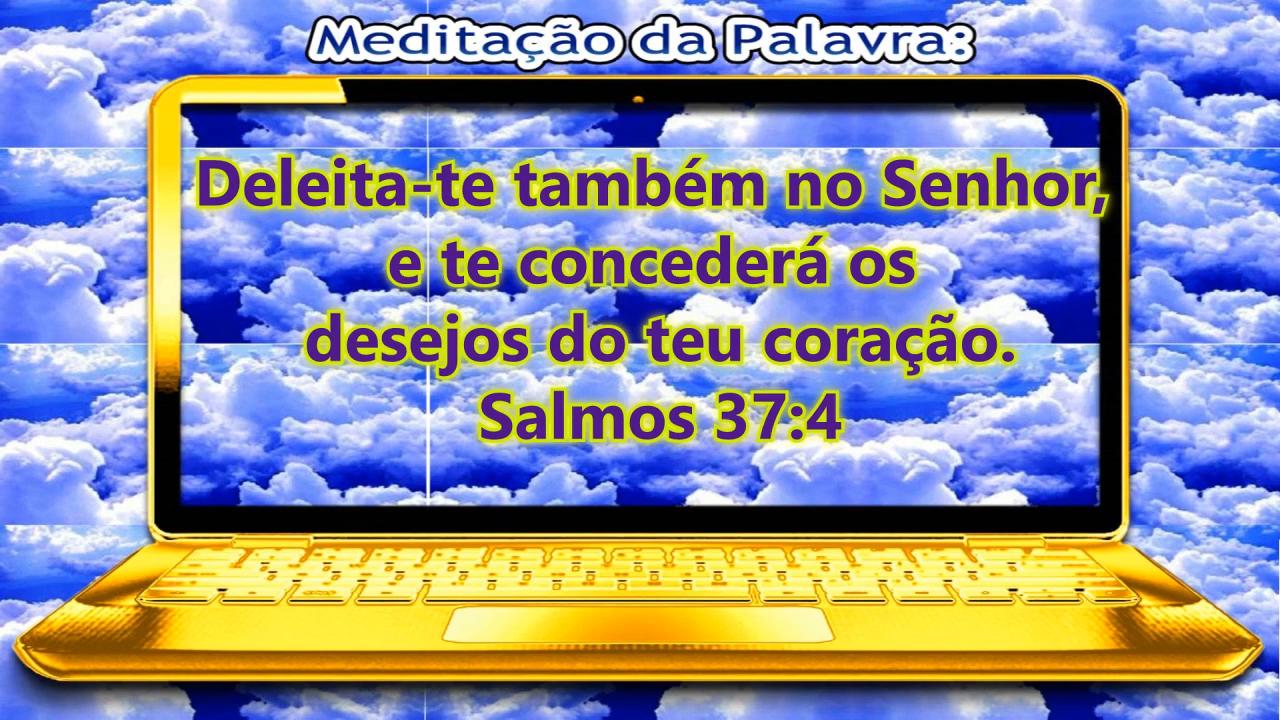 Meditação da Palavra:
Deleita-te também no Senhor,
e te concederá os
desejos do teu coração.
Salmos 37:4